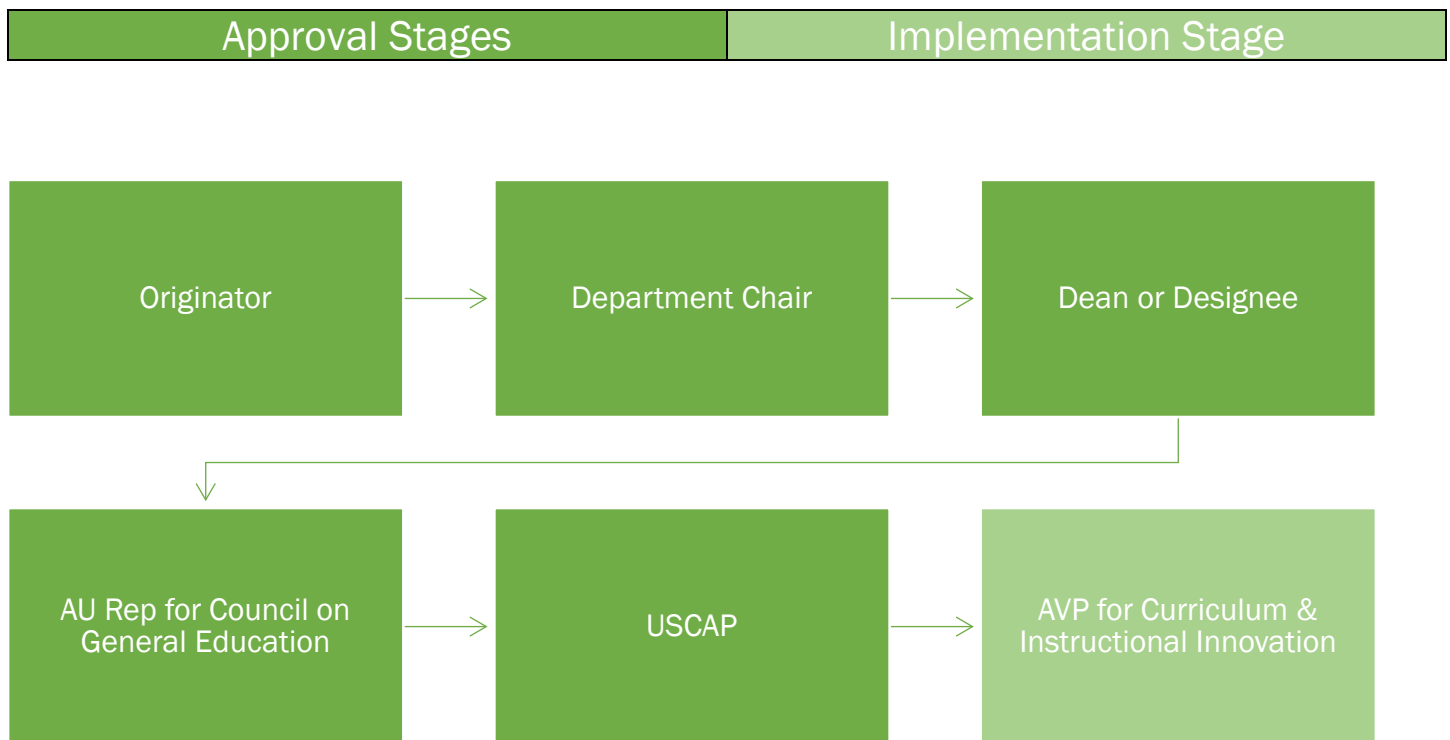 Approval Stages
Implementation Stage
Originator
Department Chair
Dean or Designee
AU Rep for Council on
General Education
USCAP
AVP for Curriculum &
Instructional Innovation